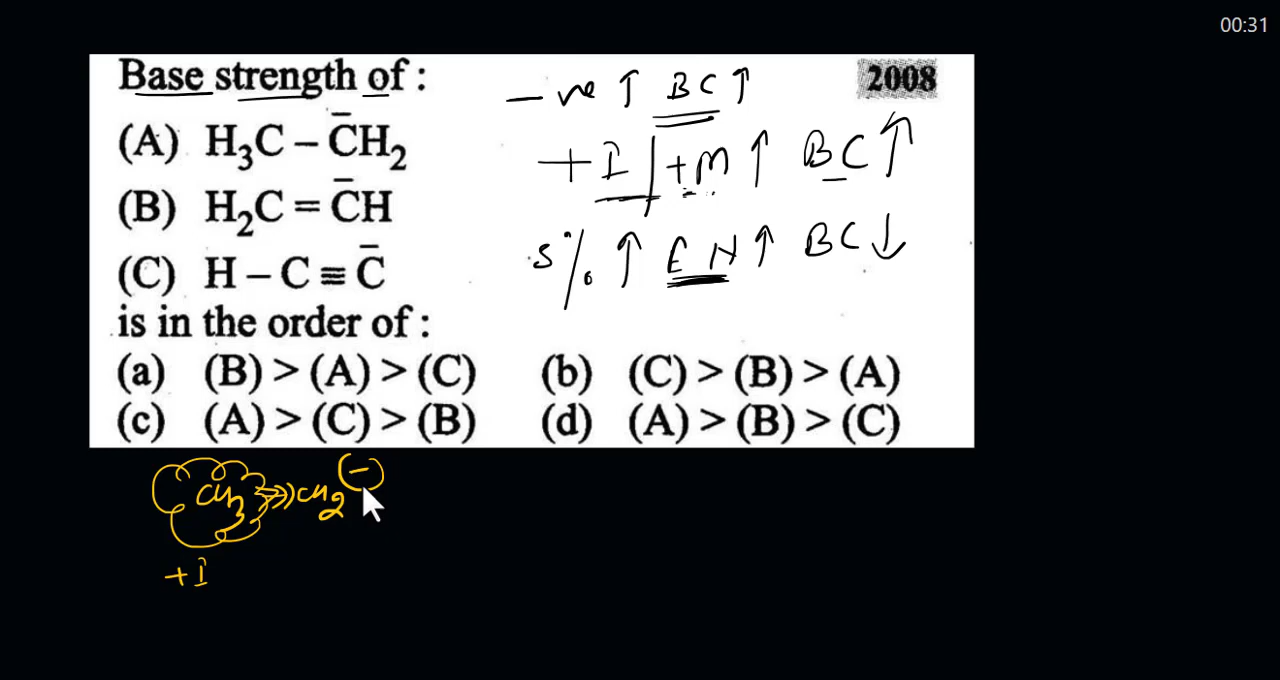 00:31
Base strength of :
2008
(A) H₃C – C̄H₂
(B) H₂C = C̄H
(C) H – C ≡ C̄
is in the order of :
(a) (B) > (A) > (C) (b) (C) > (B) > (A)
(c) (A) > (C) > (B) (d) (A) > (B) > (C)
– ve ↑ BC ↑
+I | +M ↑ BC ↑
s% ↑ EN ↑ BC ↓
CH₃ >>> CH₂ (–)
+I